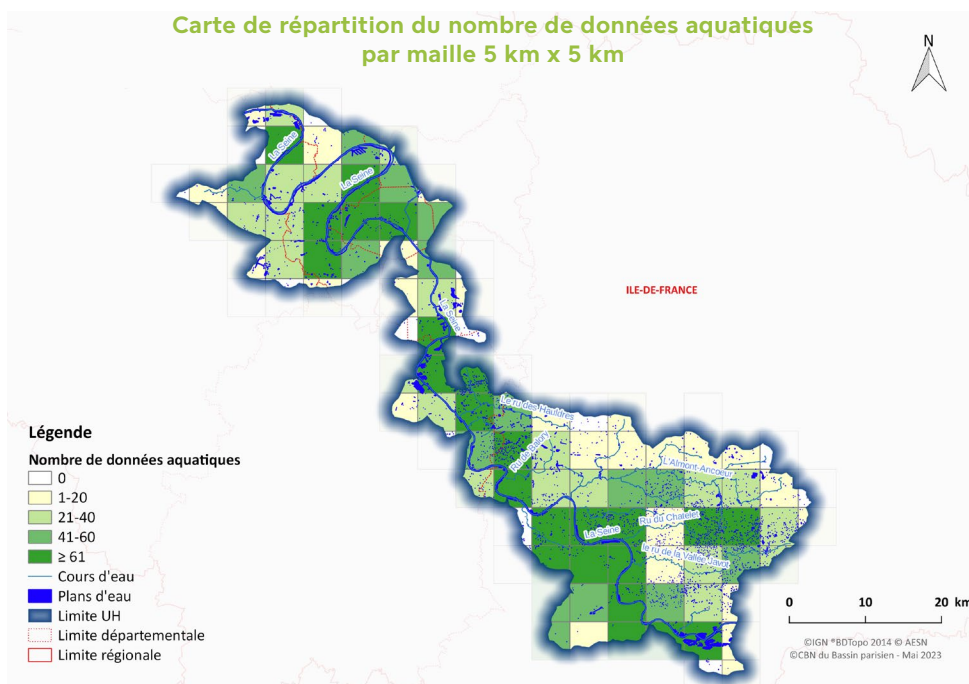 Carte de répartition du nombre de données aquatiques
par maille 5 km x 5 km
N
La Seine
La Seine
ILE-DE-FRANCE
La Seine
Le ru des Hauldres
Ru de Balory
L'Almont-Ancoeur
Ru du Chatelet
La Seine
le ru de la Vallée Javot
Légende
Nombre de données aquatiques
0
1-20
21-40
41-60
≥ 61
Cours d'eau
Plans d'eau
Limite UH
Limite départementale
Limite régionale
0 10 20 km
©IGN ®BDTopo 2014 © AESN
©CBN du Bassin parisien - Mai 2023